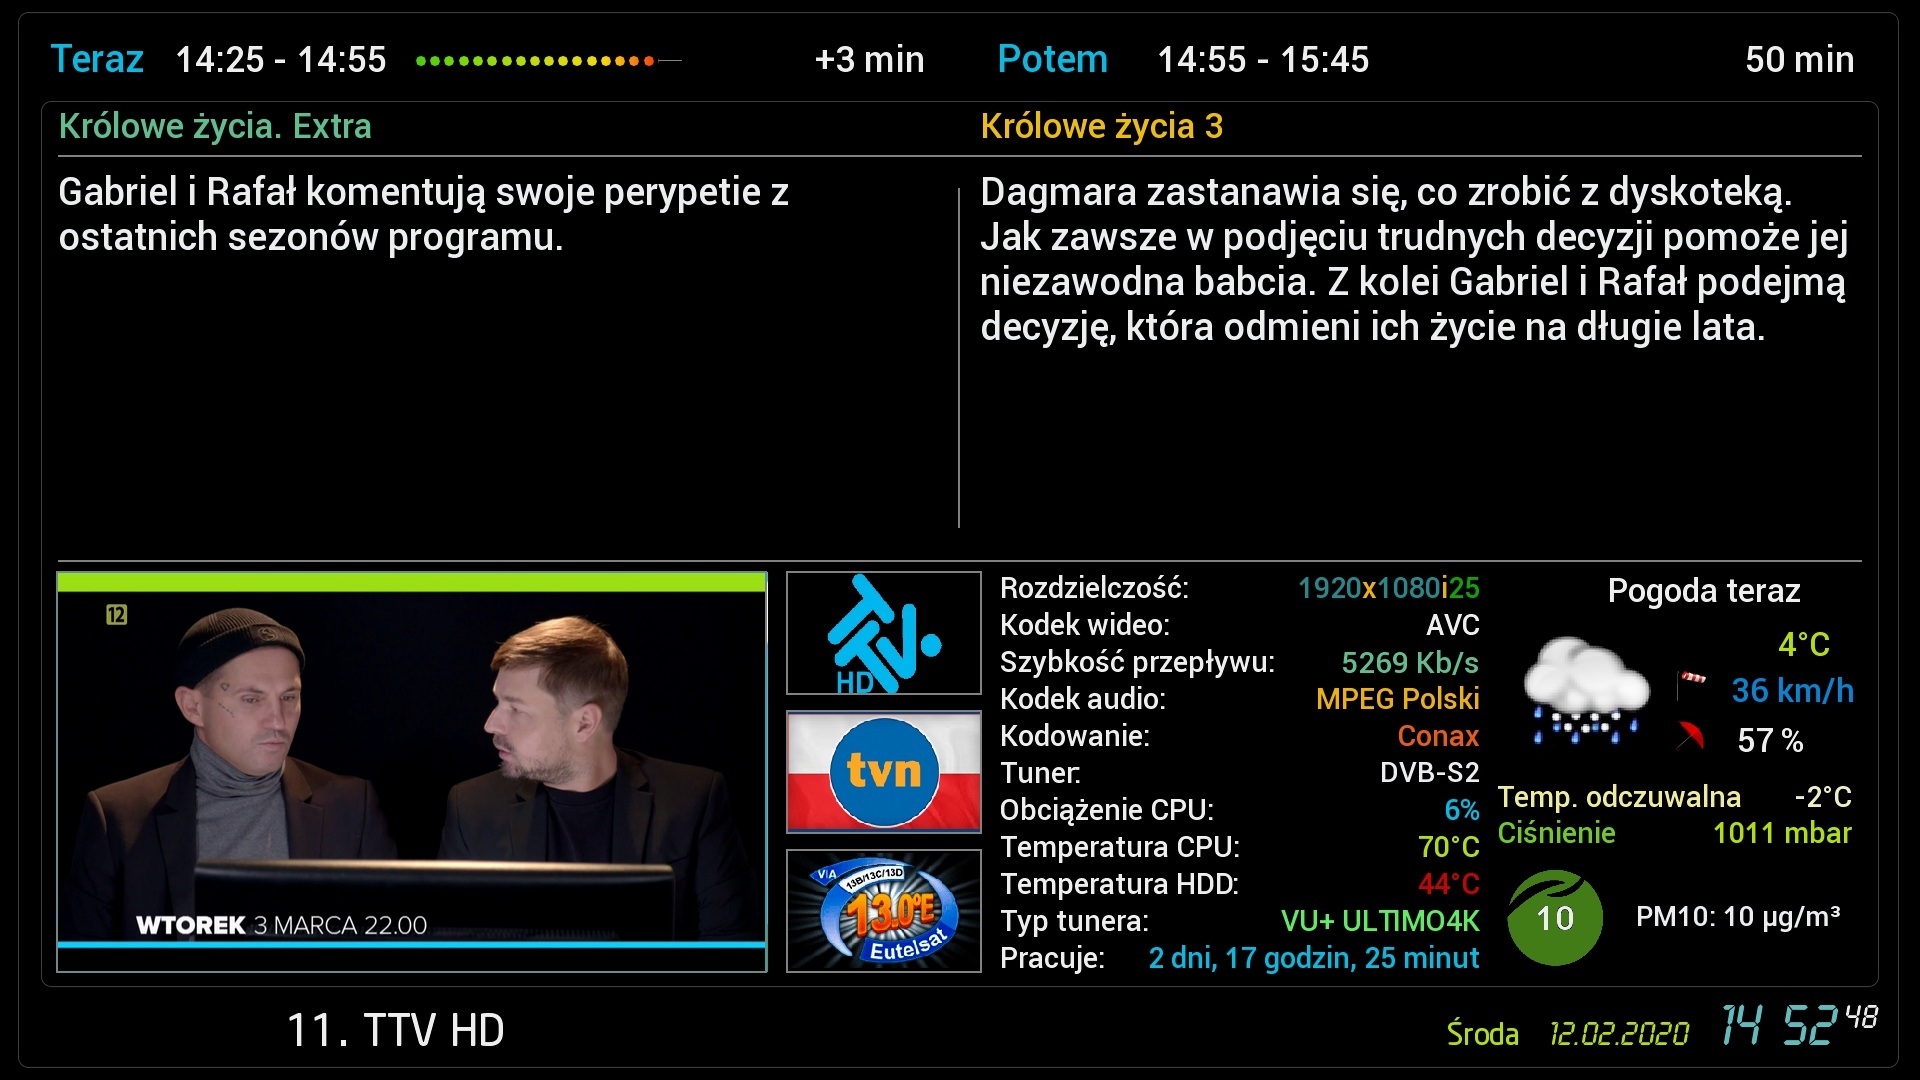 Teraz 14:25 - 14:55 +3 min Potem 14:55 - 15:45 50 min
Królowe życia. Extra
Gabriel i Rafał komentują swoje perypetie z
ostatnich sezonów programu.
Królowe życia 3
Dagmara zastanawia się, co zrobić z dyskoteką.
Jak zawsze w podjęciu trudnych decyzji pomoże jej
niezawodna babcia. Z kolei Gabriel i Rafał podejmą
decyzję, która odmieni ich życie na długie lata.
12
WTOREK 3 MARCA 22.00
TTV
HD
tvn
VIA 13B/13C/13D
13.0°E
Eutelsat
Rozdzielczość: 1920x1080i25
Kodek wideo: AVC
Szybkość przepływu: 5269 Kb/s
Kodek audio: MPEG Polski
Kodowanie: Conax
Tuner: DVB-S2
Obciążenie CPU: 6%
Temperatura CPU: 70°C
Temperatura HDD: 44°C
Typ tunera: VU+ ULTIMO4K
Pracuje: 2 dni, 17 godzin, 25 minut
Pogoda teraz
4°C
36 km/h
57 %
Temp. odczuwalna -2°C
Ciśnienie 1011 mbar
10 PM10: 10 µg/m³
11. TTV HD
Środa 12.02.2020 14 52 48